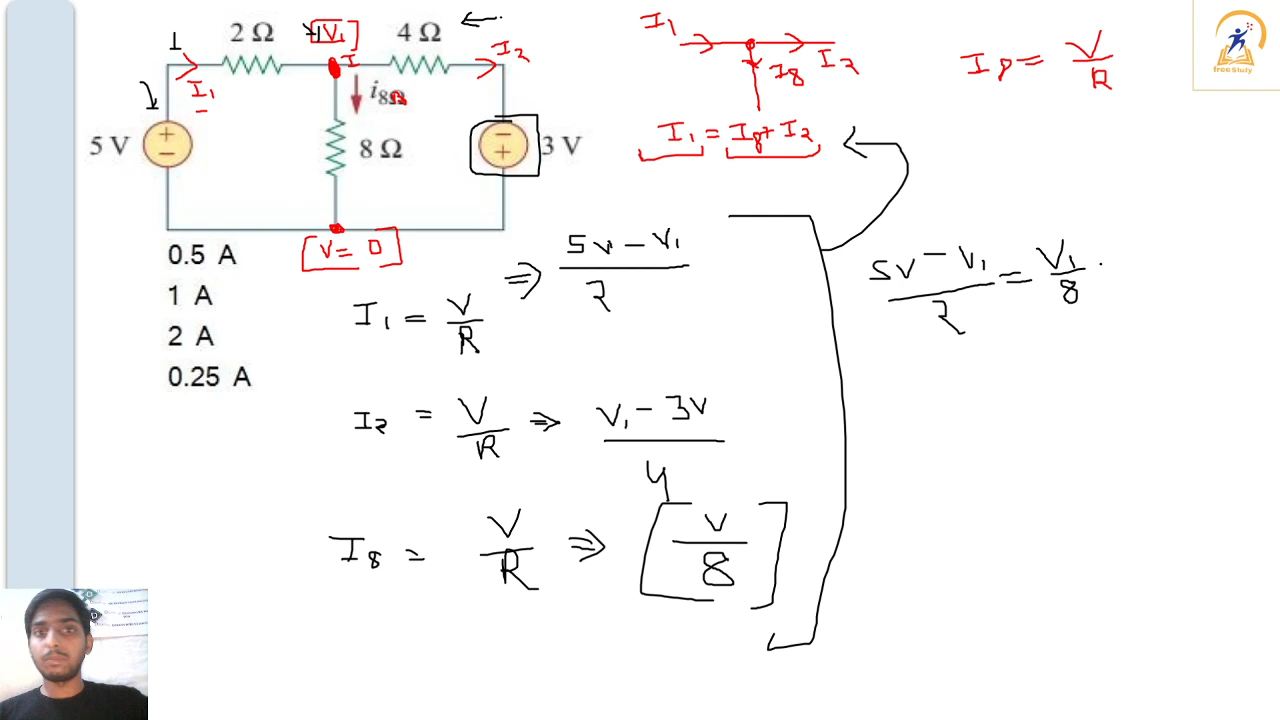 2 Ω
V₁
4 Ω
I₂
I
I₁
i₈Ω
5 V
8 Ω
3 V
V = 0
0.5 A
1 A
2 A
0.25 A
I₁
I₈
I₂
I₁ = I₈ + I₂
I₈ = V/R
free Study
I₁ = V/R ⇒ (5V − V₁)/2
I₂ = V/R ⇒ (V₁ − 3V)/4
I₈ = V/R ⇒ [V/8]
(5V − V₁)/2 = V₁/8